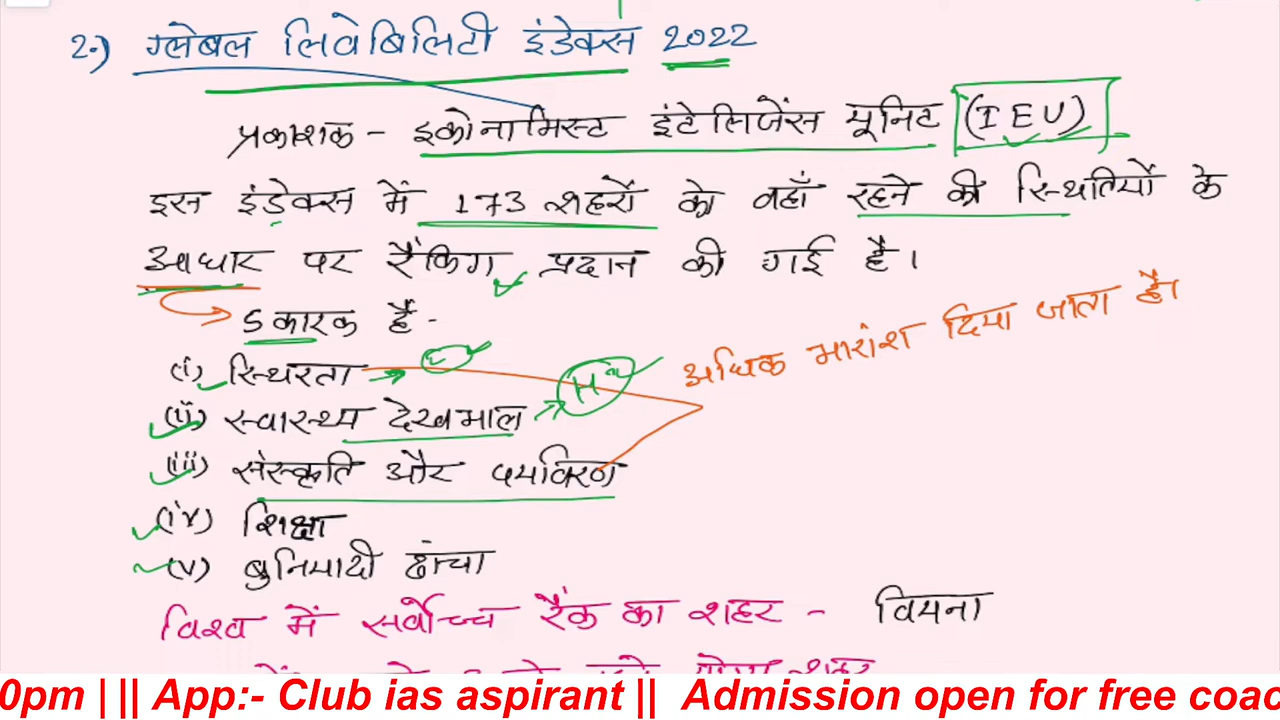 2.) ग्लेबल लिवेबिलिटी इंडेक्स 2022
प्रकाशक - इकोनामिस्ट इंटेलिजेंस यूनिट (IEU)
इस इंडेक्स में 173 शहरों को वहाँ रहने की स्थितियों के
आधार पर रैंकिग प्रदान की गई है।
5 कारक हैं -
(i) स्थिरता
अधिक भारांश दिया जाता है।
(ii) स्वास्थ्य देखभाल
(iii) संस्कृति और पर्यावरण
(iv) शिक्षा
(v) बुनियादी ढांचा
विश्व में सर्वोच्च रैंक का शहर - वियना
0pm | || App:- Club ias aspirant || Admission open for free coac